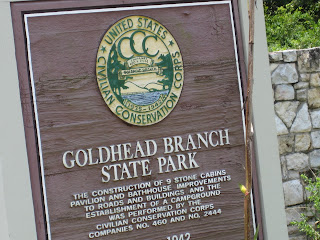 UNITED STATES
CCC
CIVILIAN CONSERVATION CORPS
GOLDHEAD BRANCH
STATE PARK
THE CONSTRUCTION OF 9 STONE CABINS
PAVILION AND BATHHOUSE IMPROVEMENTS
TO ROADS AND BUILDINGS AND THE
ESTABLISHMENT OF A CAMPGROUND
WAS PERFORMED BY THE
CIVILIAN CONSERVATION CORPS
COMPANIES NO. 460 AND NO. 2444
1942